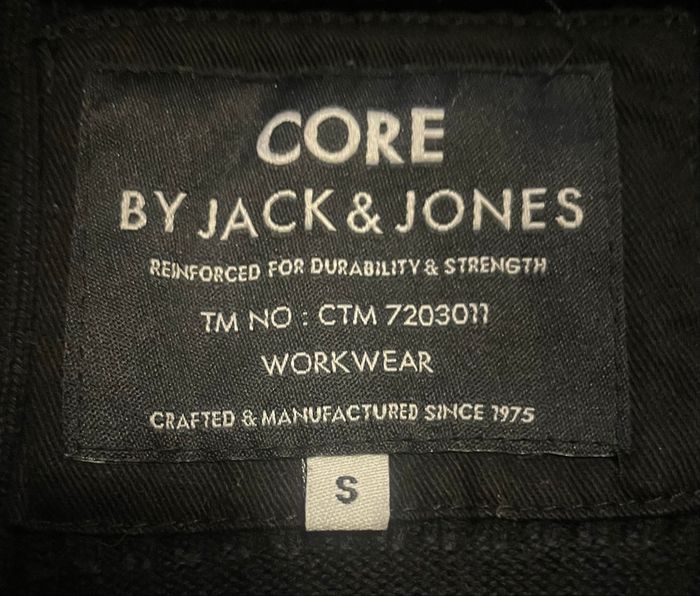 CORE
BY JACK & JONES
REINFORCED FOR DURABILITY & STRENGTH
TM NO : CTM 7203011
WORKWEAR
CRAFTED & MANUFACTURED SINCE 1975
S